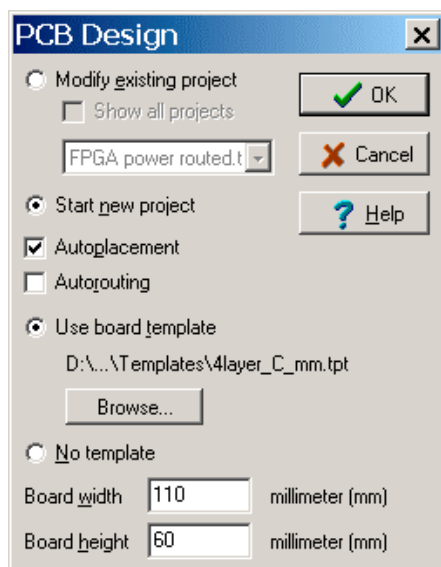 PCB Design
Modify existing project
OK
Show all projects
FPGA power routed.t
Cancel
Start new project
Help
Autoplacement
Autorouting
Use board template
D:\...\Templates\4layer_C_mm.tpt
Browse...
No template
Board width 110 millimeter (mm)
Board height 60 millimeter (mm)